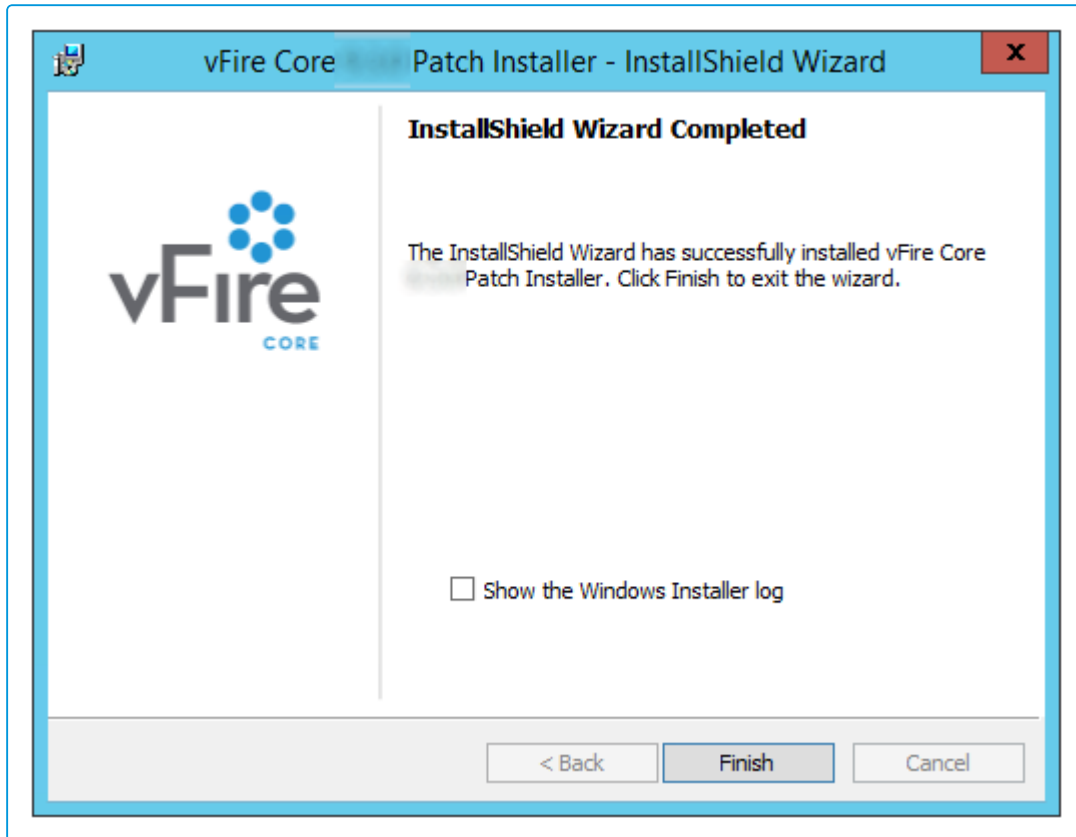 vFire Core Patch Installer - InstallShield Wizard
x
InstallShield Wizard Completed
vFire
CORE
The InstallShield Wizard has successfully installed vFire Core
Patch Installer. Click Finish to exit the wizard.
Show the Windows Installer log
< Back
Finish
Cancel